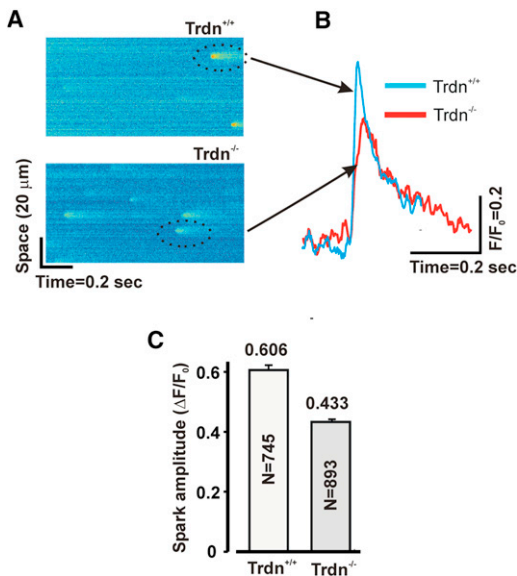 A
Trdn+/+
Trdn-/-
Space (20 µm)
Time=0.2 sec
B
Trdn+/+
Trdn-/-
F/F0=0.2
Time=0.2 sec
C
Spark amplitude (ΔF/F0)
0.6
0.4
0.2
0
0.606
0.433
N=745
N=893
Trdn+/+
Trdn-/-